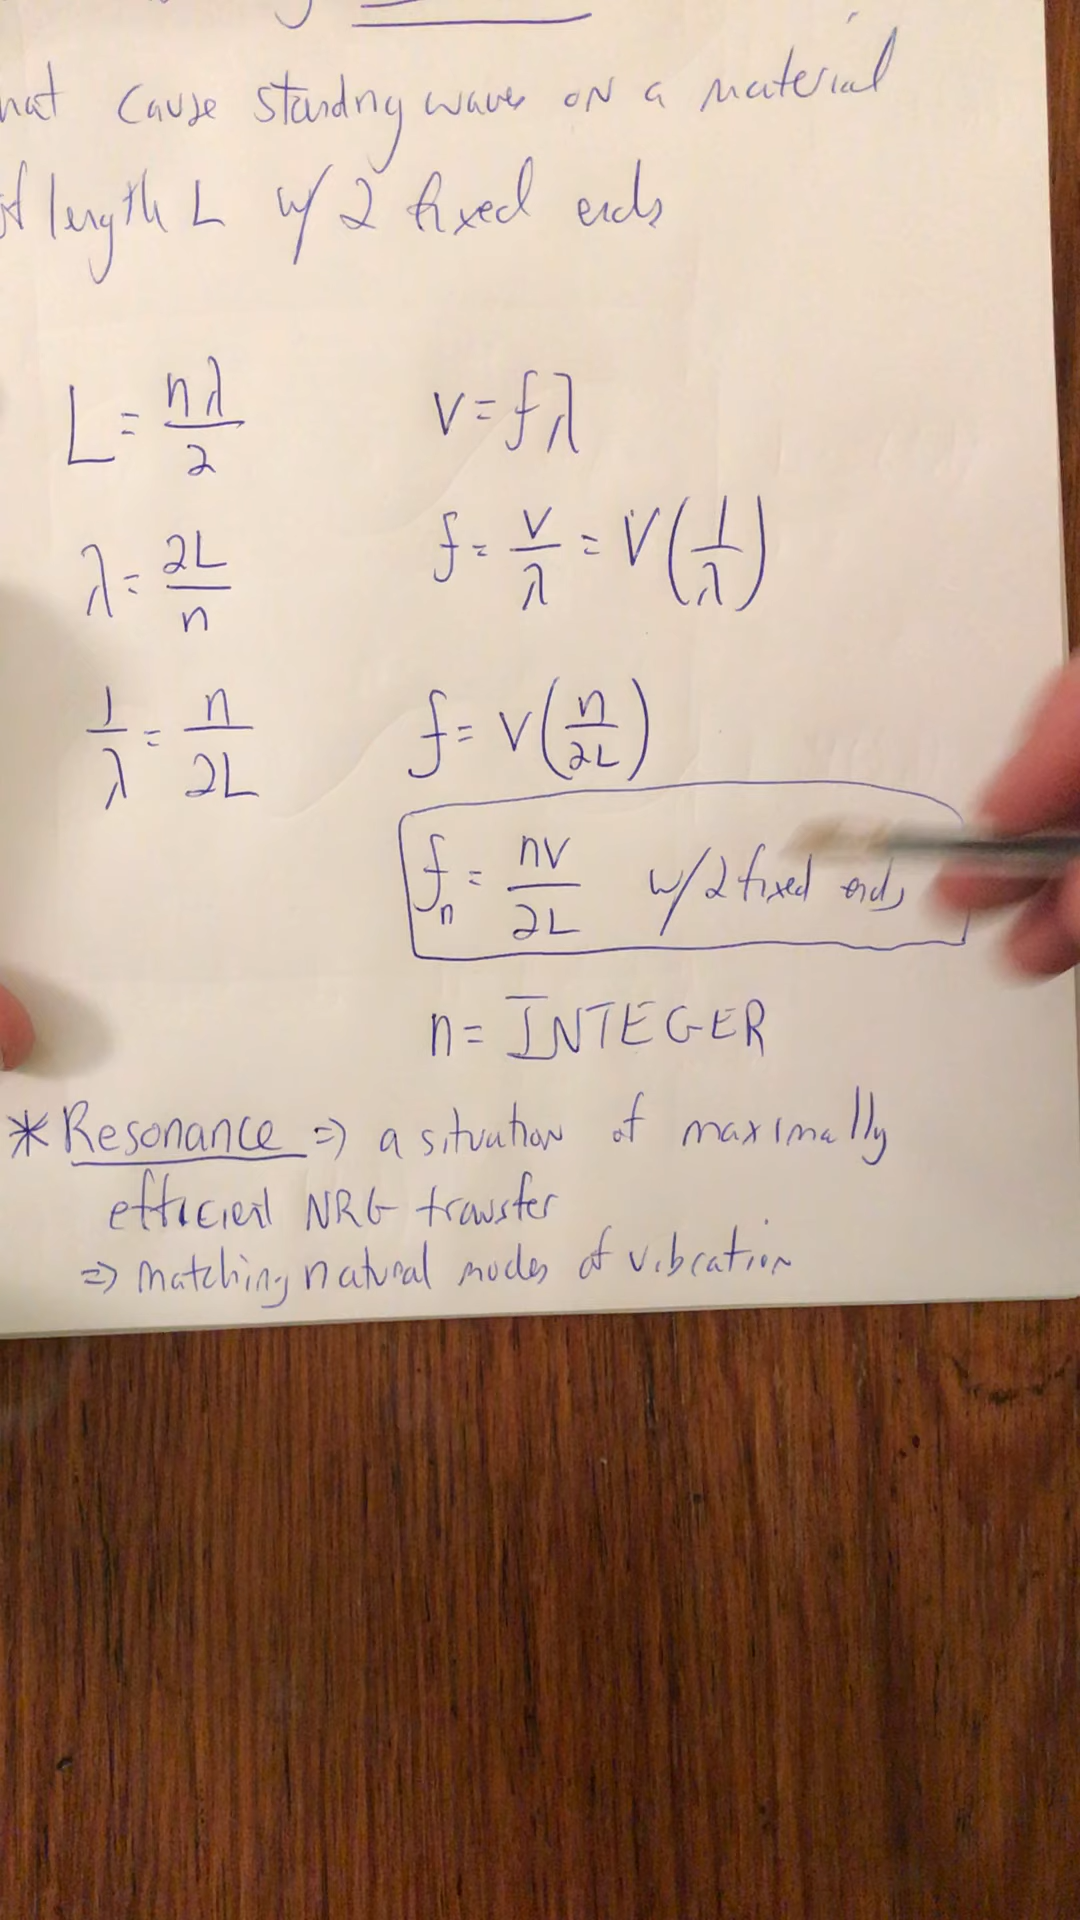 cause standing waves on a material
length L w/ 2 fixed ends
L = nλ/2
v = fλ
f = v/λ = v(1/λ)
λ = 2L/n
1/λ = n/2L
f = v(n/2L)
fₙ = nv/2L w/ 2 fixed ends
n = INTEGER
* Resonance ⇒ a situation of maximally
efficient NRG transfer
⇒ matching natural modes of vibration